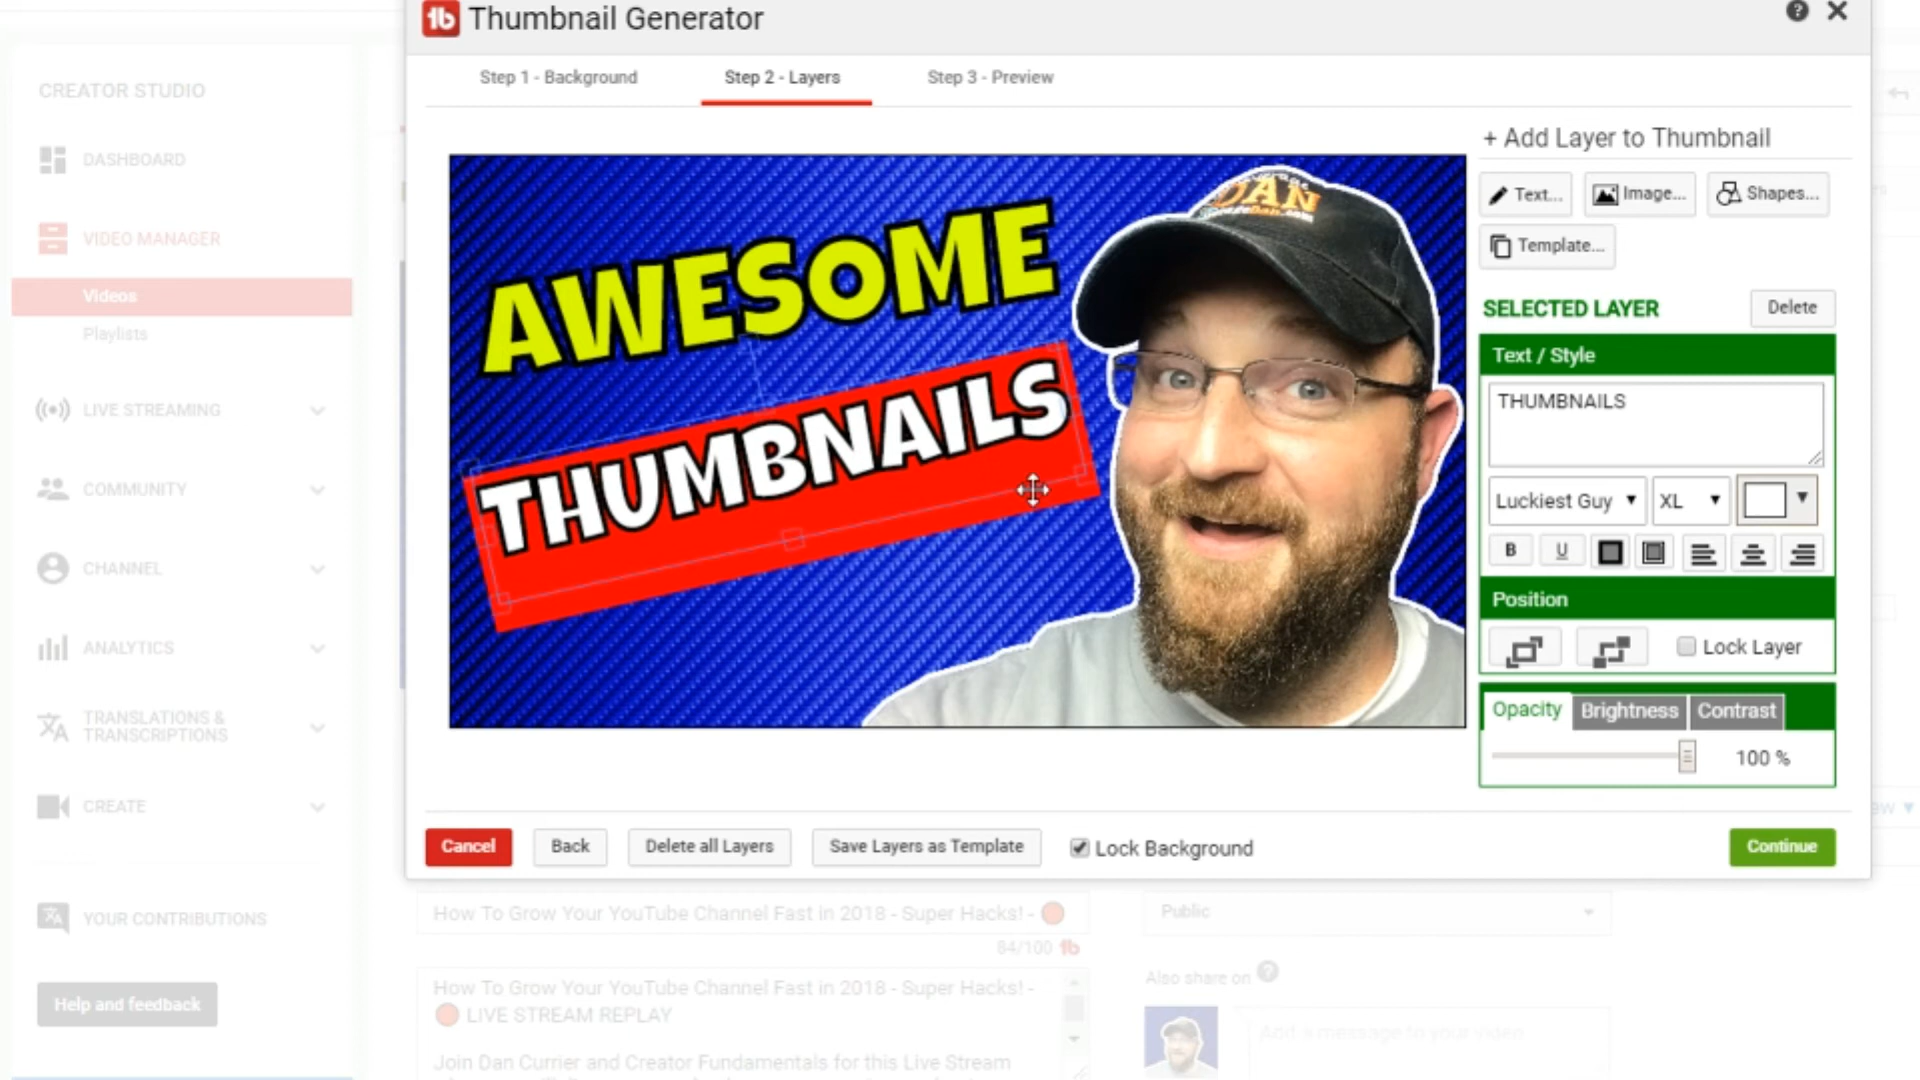 Thumbnail Generator
CREATOR STUDIO
DASHBOARD
VIDEO MANAGER
Videos
Playlists
LIVE STREAMING
COMMUNITY
CHANNEL
ANALYTICS
TRANSLATIONS &
TRANSCRIPTIONS
CREATE
YOUR CONTRIBUTIONS
Help and feedback
Step 1 - Background
Step 2 - Layers
Step 3 - Preview
AWESOME
THUMBNAILS
DAN
+ Add Layer to Thumbnail
Text...
Image...
Shapes...
Template...
SELECTED LAYER
Delete
Text / Style
THUMBNAILS
Luckiest Guy
XL
B
U
Position
Lock Layer
Opacity
Brightness
Contrast
100 %
Cancel
Back
Delete all Layers
Save Layers as Template
Lock Background
Continue
How To Grow Your YouTube Channel Fast in 2018 - Super Hacks! -
84/100
Public
How To Grow Your YouTube Channel Fast in 2018 - Super Hacks! -
LIVE STREAM REPLAY
Join Dan Currier and Creator Fundamentals for this Live Stream
Also share on
Add a message to your video